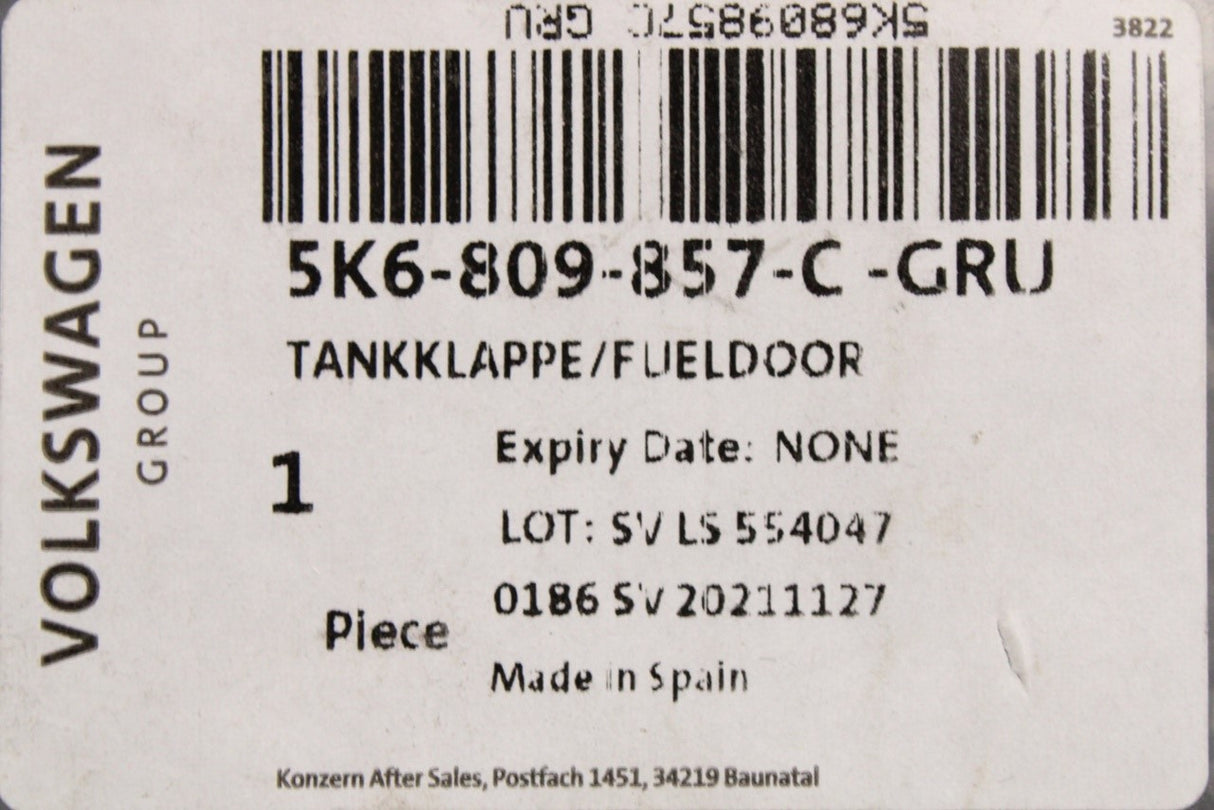 5K6809857C GRU
3822
5K6-809-857-C -GRU
TANKKLAPPE/FUELDOOR
1
Piece
Expiry Date: NONE
LOT: SV LS 554047
0186 SV 20211127
Made in Spain
Konzern After Sales, Postfach 1451, 34219 Baunatal
VOLKSWAGEN
GROUP